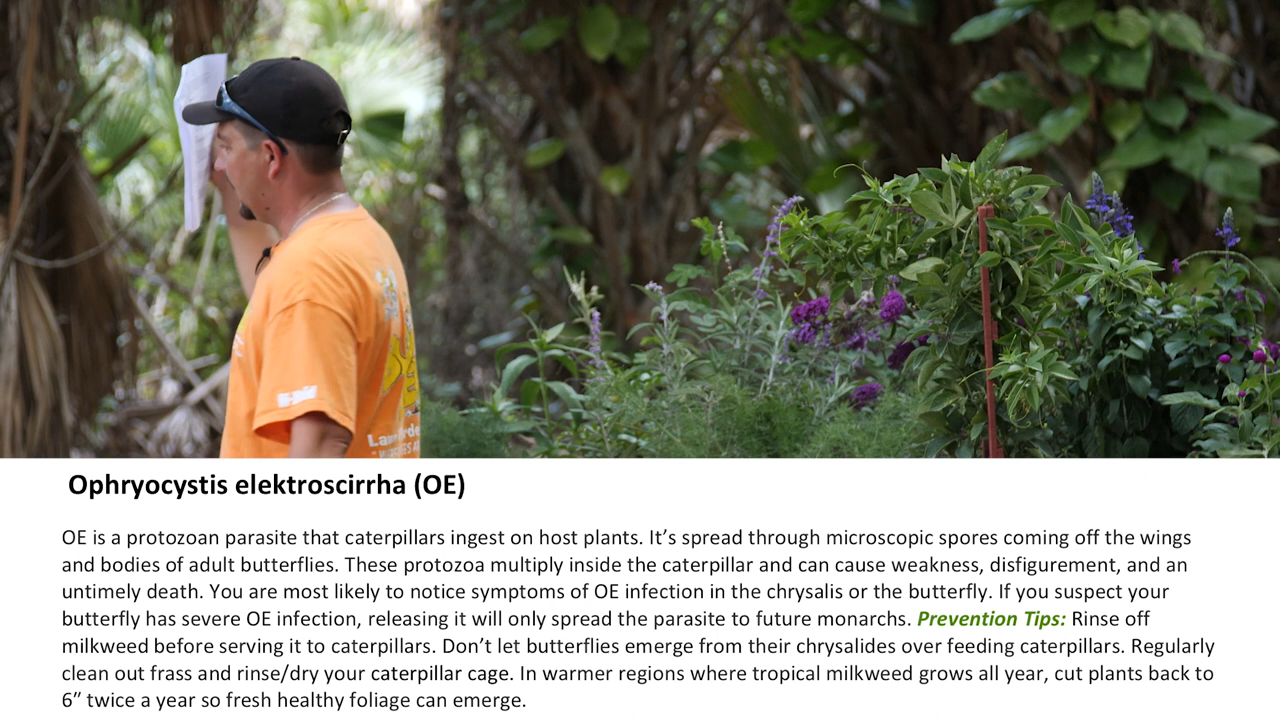 Ophryocystis elektroscirrha (OE)
OE is a protozoan parasite that caterpillars ingest on host plants. It’s spread through microscopic spores coming off the wings
and bodies of adult butterflies. These protozoa multiply inside the caterpillar and can cause weakness, disfigurement, and an
untimely death. You are most likely to notice symptoms of OE infection in the chrysalis or the butterfly. If you suspect your
butterfly has severe OE infection, releasing it will only spread the parasite to future monarchs. Prevention Tips: Rinse off
milkweed before serving it to caterpillars. Don’t let butterflies emerge from their chrysalides over feeding caterpillars. Regularly
clean out frass and rinse/dry your caterpillar cage. In warmer regions where tropical milkweed grows all year, cut plants back to
6” twice a year so fresh healthy foliage can emerge.